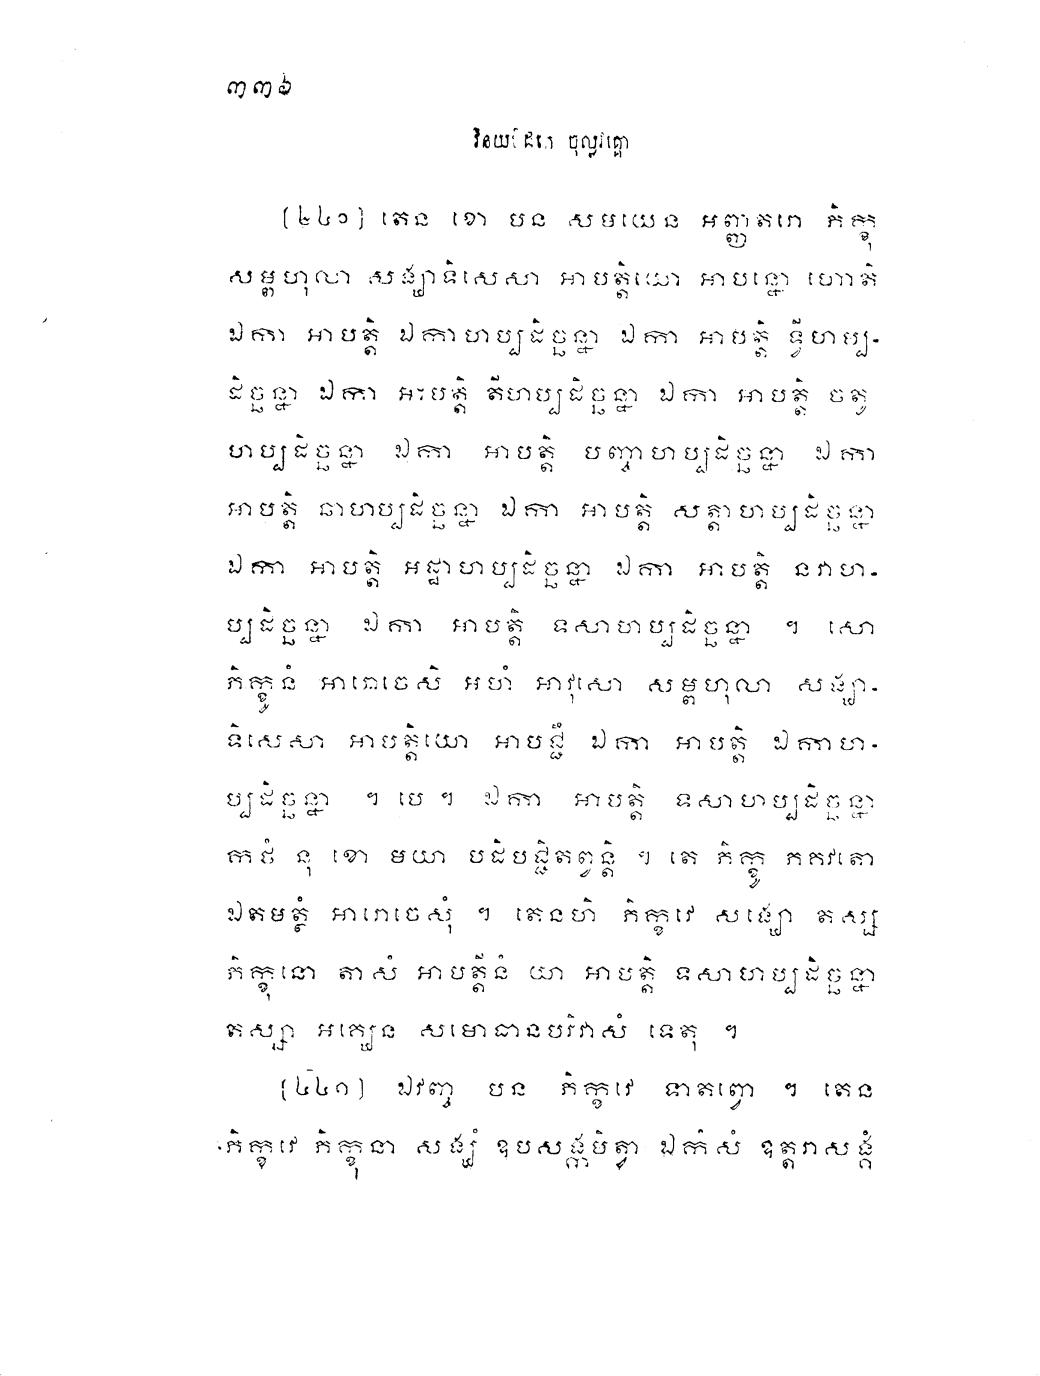 ៣៣៦
វិនយបិដកេ ចុល្លវគ្គោ
(៤៤១) តេន ខោ បន សមយេន អញ្ញតរោ ភិក្ខុ
សម្ពហុលា សង្ឃាទិសេសា អាបត្តិយោ អាបន្នោ ហោតិ
ឯកា អាបត្តិ ឯកាហប្បដិច្ឆន្នា ឯកា អាបត្តិ ទ្វីហប្ប-
ដិច្ឆន្នា ឯកា អាបត្តិ តីហប្បដិច្ឆន្នា ឯកា អាបត្តិ ចតូ
ហប្បដិច្ឆន្នា ឯកា អាបត្តិ បញ្ចាហប្បដិច្ឆន្នា ឯកា
អាបត្តិ ឆាហប្បដិច្ឆន្នា ឯកា អាបត្តិ សត្តាហប្បដិច្ឆន្នា
ឯកា អាបត្តិ អដ្ឋាហប្បដិច្ឆន្នា ឯកា អាបត្តិ នវាហ-
ប្បដិច្ឆន្នា ឯកា អាបត្តិ ទសាហប្បដិច្ឆន្នា ។ សោ
ភិក្ខូនំ អារោចេសិ អហំ អាវុសោ សម្ពហុលា សង្ឃា-
ទិសេសា អាបត្តិយោ អាបជ្ជឹ ឯកា អាបត្តិ ឯកាហ-
ប្បដិច្ឆន្នា ។ បេ ។ ឯកា អាបត្តិ ទសាហប្បដិច្ឆន្នា
កថំ នុ ខោ មយា បដិបជ្ជិតព្វន្តិ ។ តេ ភិក្ខូ ភគវតោ
ឯតមត្ថំ អារោចេសុំ ។ តេនហិ ភិក្ខវេ សង្ឃោ តស្ស
ភិក្ខុនោ តាសំ អាបត្តីនំ យា អាបត្តិ ទសាហប្បដិច្ឆន្នា
តស្សា អគ្ឃេន សមោធានបរិវាសំ ទេតុ ។
(៤៤១) ឯវញ្ច បន ភិក្ខវេ ទាតព្វោ ។ តេន
ភិក្ខវេ ភិក្ខុនា សង្ឃំ ឧបសង្កមិត្វា ឯកំសំ ឧត្តរាសង្គំ